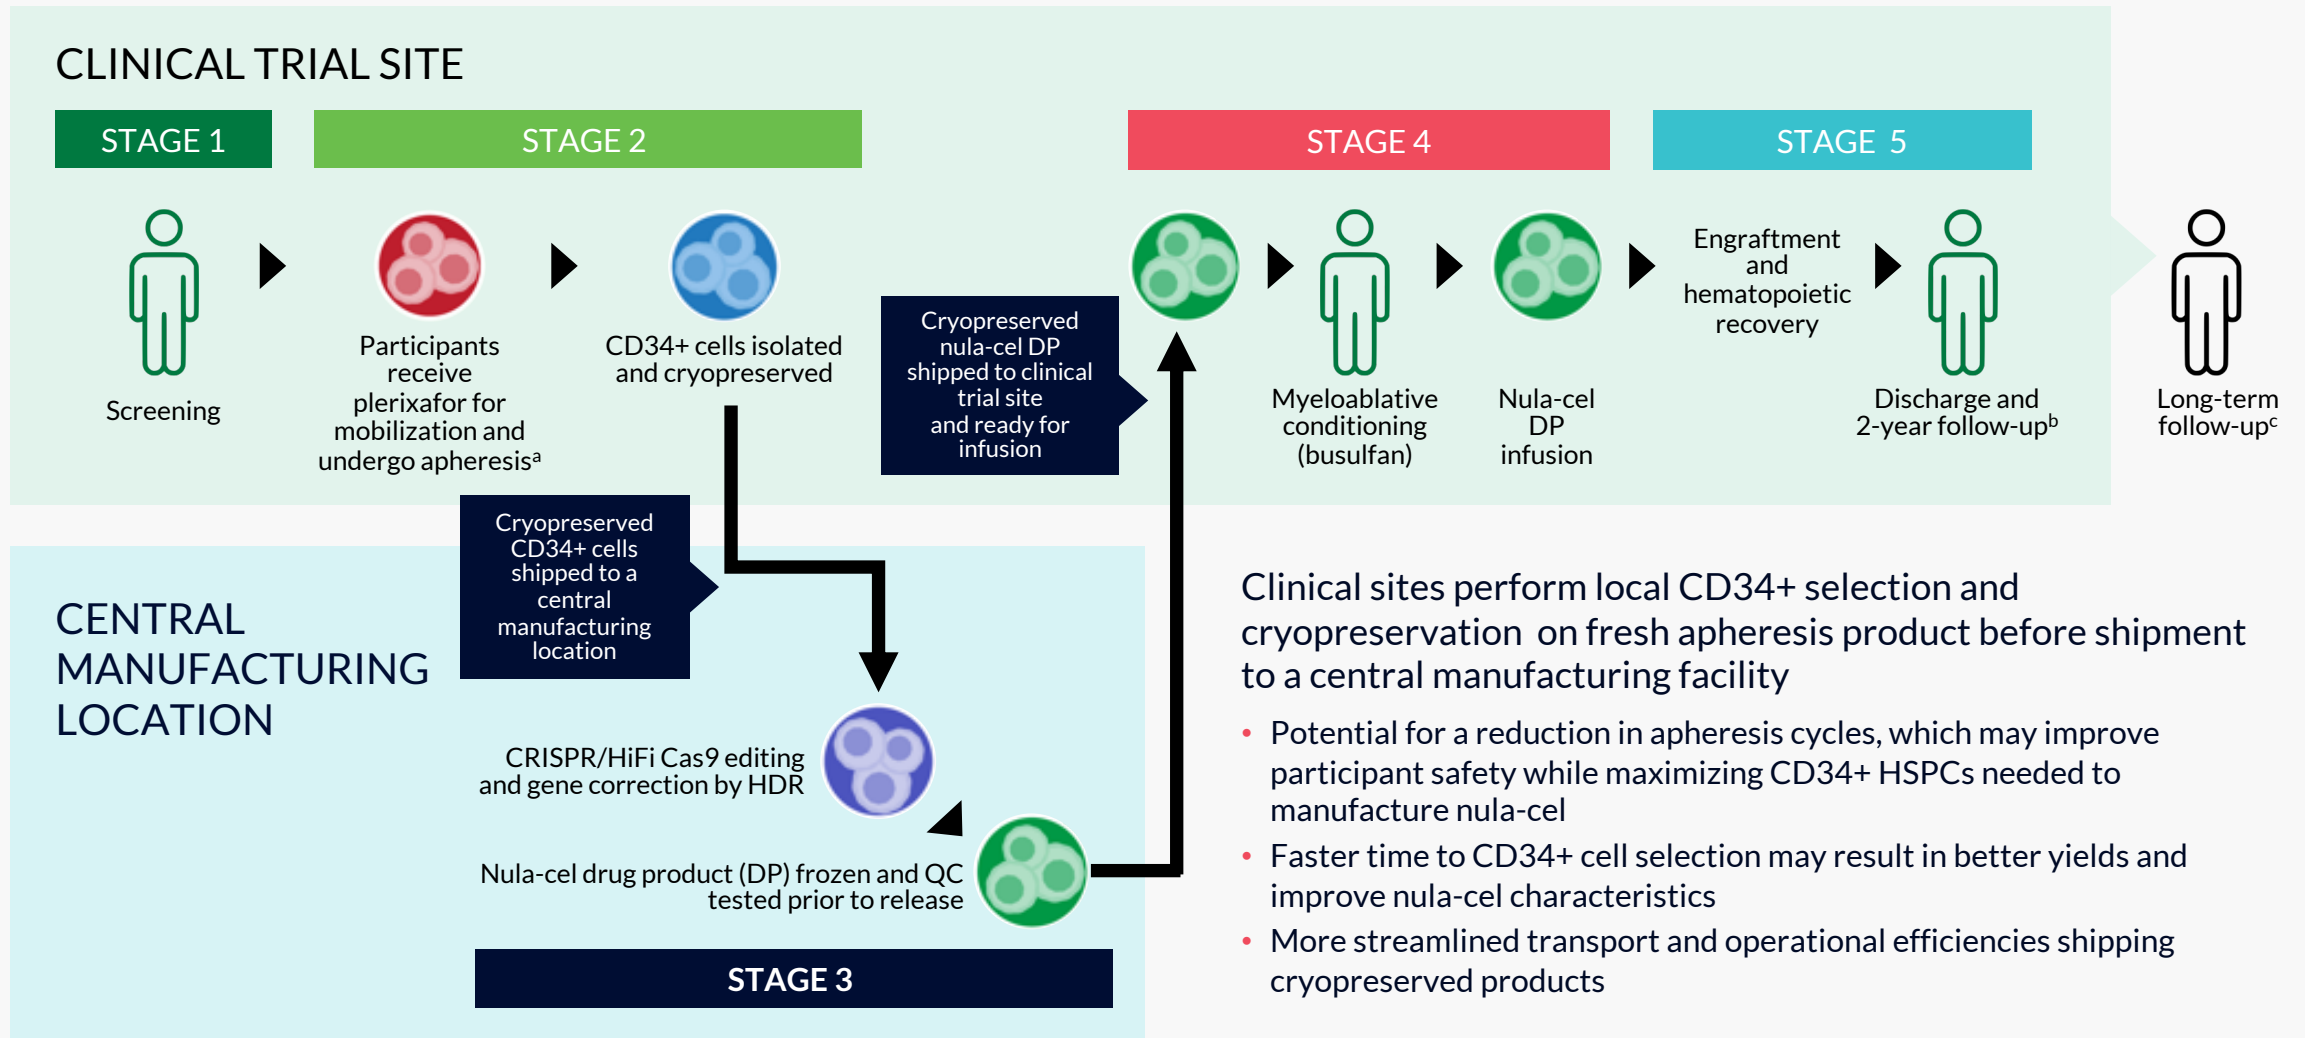 CLINICAL TRIAL SITE
STAGE 1
STAGE 2
STAGE 4
STAGE 5
Screening
Participants
receive
plerixafor for
mobilization and
undergo apheresisᵃ
CD34+ cells isolated
and cryopreserved
Cryopreserved
nula-cel DP
shipped to clinical
trial site
and ready for
infusion
Myeloablative
conditioning
(busulfan)
Nula-cel
DP
infusion
Engraftment
and
hematopoietic
recovery
Discharge and
2-year follow-upᵇ
Long-term
follow-upᶜ
Cryopreserved
CD34+ cells
shipped to a
central
manufacturing
location
CENTRAL
MANUFACTURING
LOCATION
CRISPR/HiFi Cas9 editing
and gene correction by HDR
Nula-cel drug product (DP) frozen and QC
tested prior to release
STAGE 3
Clinical sites perform local CD34+ selection and
cryopreservation on fresh apheresis product before shipment
to a central manufacturing facility
• Potential for a reduction in apheresis cycles, which may improve
participant safety while maximizing CD34+ HSPCs needed to
manufacture nula-cel
• Faster time to CD34+ cell selection may result in better yields and
improve nula-cel characteristics
• More streamlined transport and operational efficiencies shipping
cryopreserved products